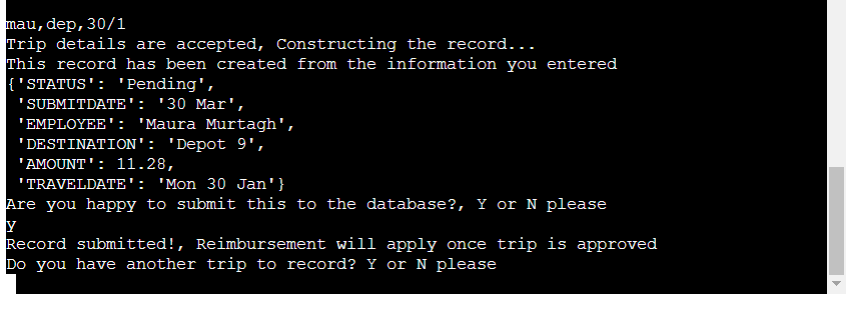 mau,dep,30/1
Trip details are accepted, Constructing the record...
This record has been created from the information you entered
{'STATUS': 'Pending',
 'SUBMITDATE': '30 Mar',
 'EMPLOYEE': 'Maura Murtagh',
 'DESTINATION': 'Depot 9',
 'AMOUNT': 11.28,
 'TRAVELDATE': 'Mon 30 Jan'}
Are you happy to submit this to the database?, Y or N please
y
Record submitted!, Reimbursement will apply once trip is approved
Do you have another trip to record? Y or N please